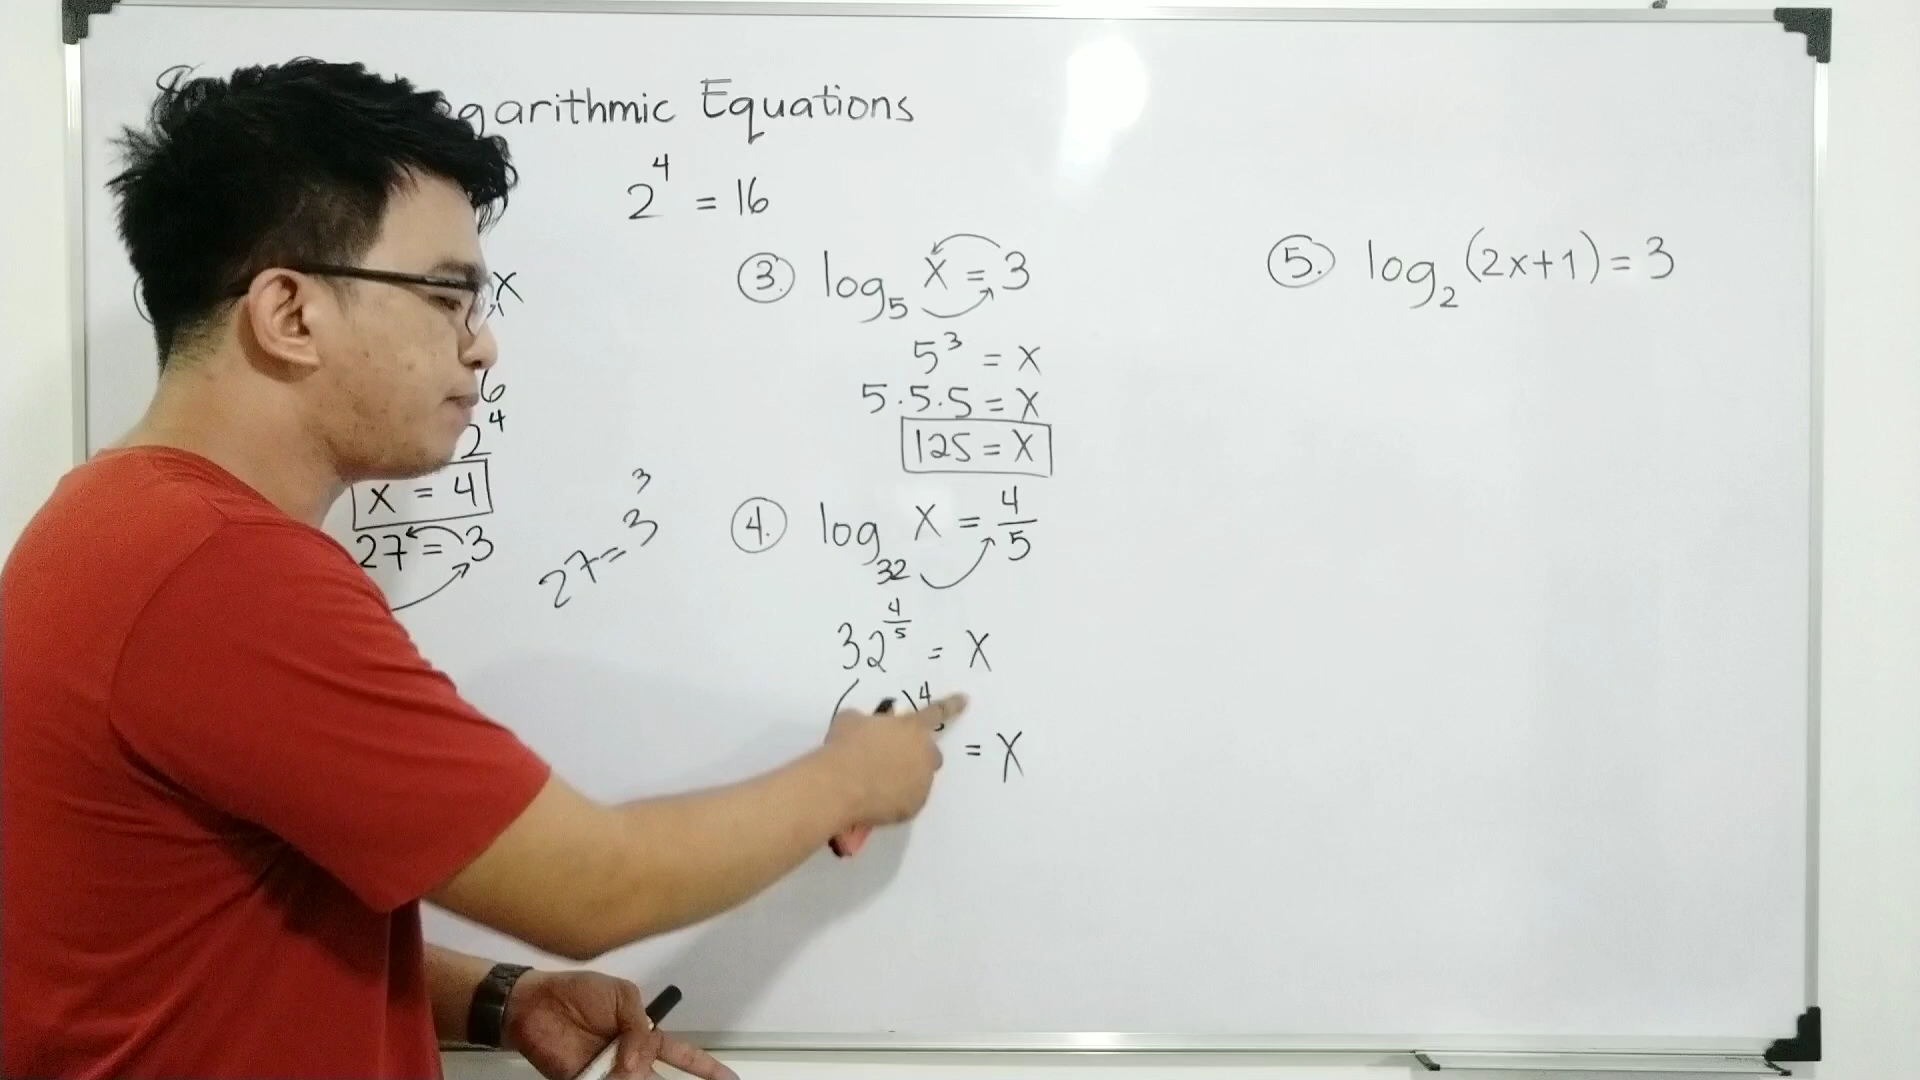 garithmic Equations
2⁴ = 16
x
6
2⁴
x = 4
27 = 3
27 = 3³
③. log₅ x = 3
5³ = x
5·5·5 = x
125 = x
④. log₃₂ x = 4/5
32^(4/5) = x
( )⁴ = x
⑤. log₂ (2x+1) = 3